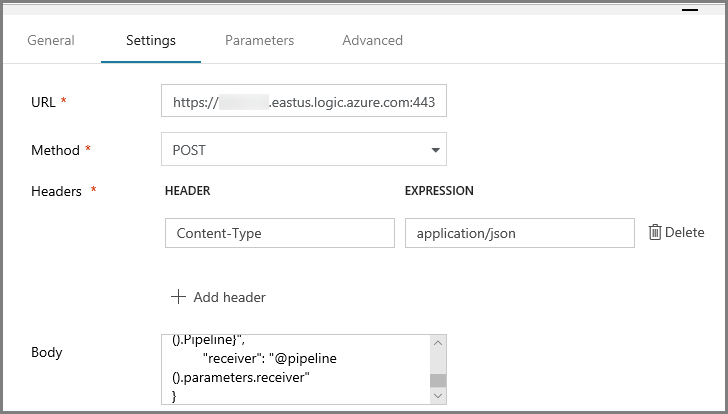 General Settings Parameters Advanced
URL * https:// .eastus.logic.azure.com:443
Method * POST
Headers * HEADER EXPRESSION
Content-Type application/json Delete
Add header
Body
().Pipeline}",
"receiver": "@pipeline
().parameters.receiver"
}